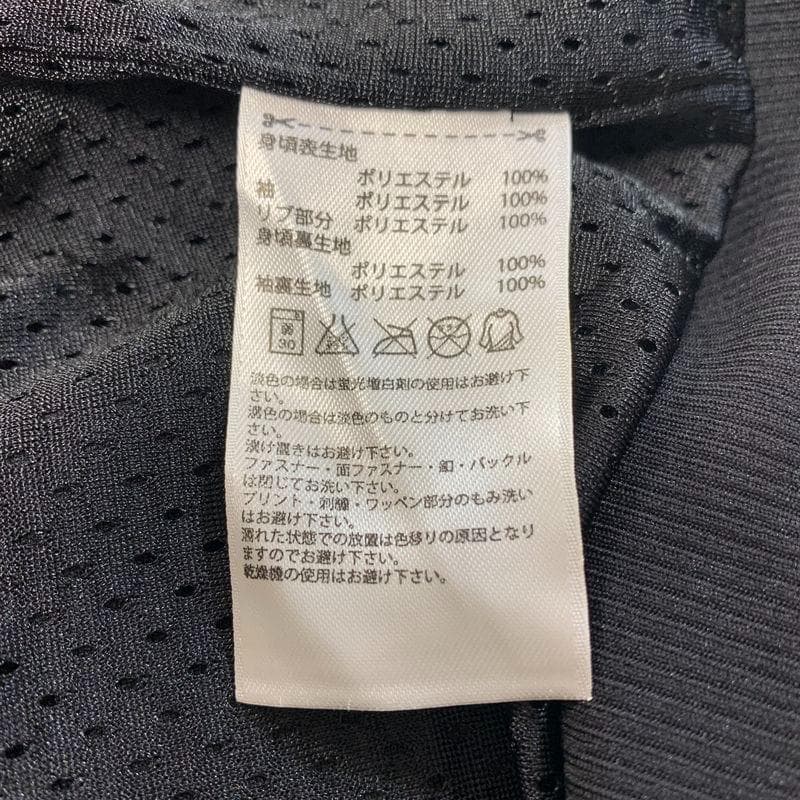 身頃表生地
ポリエステル 100%
袖 ポリエステル 100%
リブ部分 ポリエステル 100%
身頃裏生地
ポリエステル 100%
袖裏生地 ポリエステル 100%
弱
30
淡色の場合は蛍光増白剤の使用はお避け下
さい。
濃色の場合は淡色のものと分けてお洗い下
さい。
漬け置きはお避け下さい。
ファスナー・面ファスナー・釦・バックル
は閉じてお洗い下さい。
プリント・刺繍・ワッペン部分のもみ洗い
はお避け下さい。
濡れた状態での放置は色移りの原因となり
ますのでお避け下さい。
乾燥機の使用はお避け下さい。